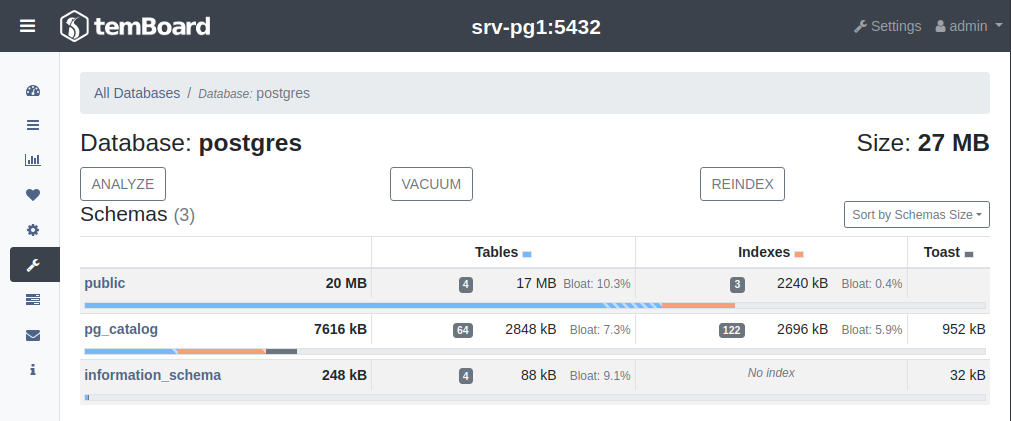 temBoard
srv-pg1:5432
Settings admin
All Databases / Database: postgres
Database: postgres
Size: 27 MB
ANALYZE VACUUM REINDEX
Schemas (3)
Sort by Schemas Size
Tables Indexes Toast
public 20 MB 4 17 MB Bloat: 10.3% 3 2240 kB Bloat: 0.4%
pg_catalog 7616 kB 64 2848 kB Bloat: 7.3% 122 2696 kB Bloat: 5.9% 952 kB
information_schema 248 kB 4 88 kB Bloat: 9.1% No index 32 kB